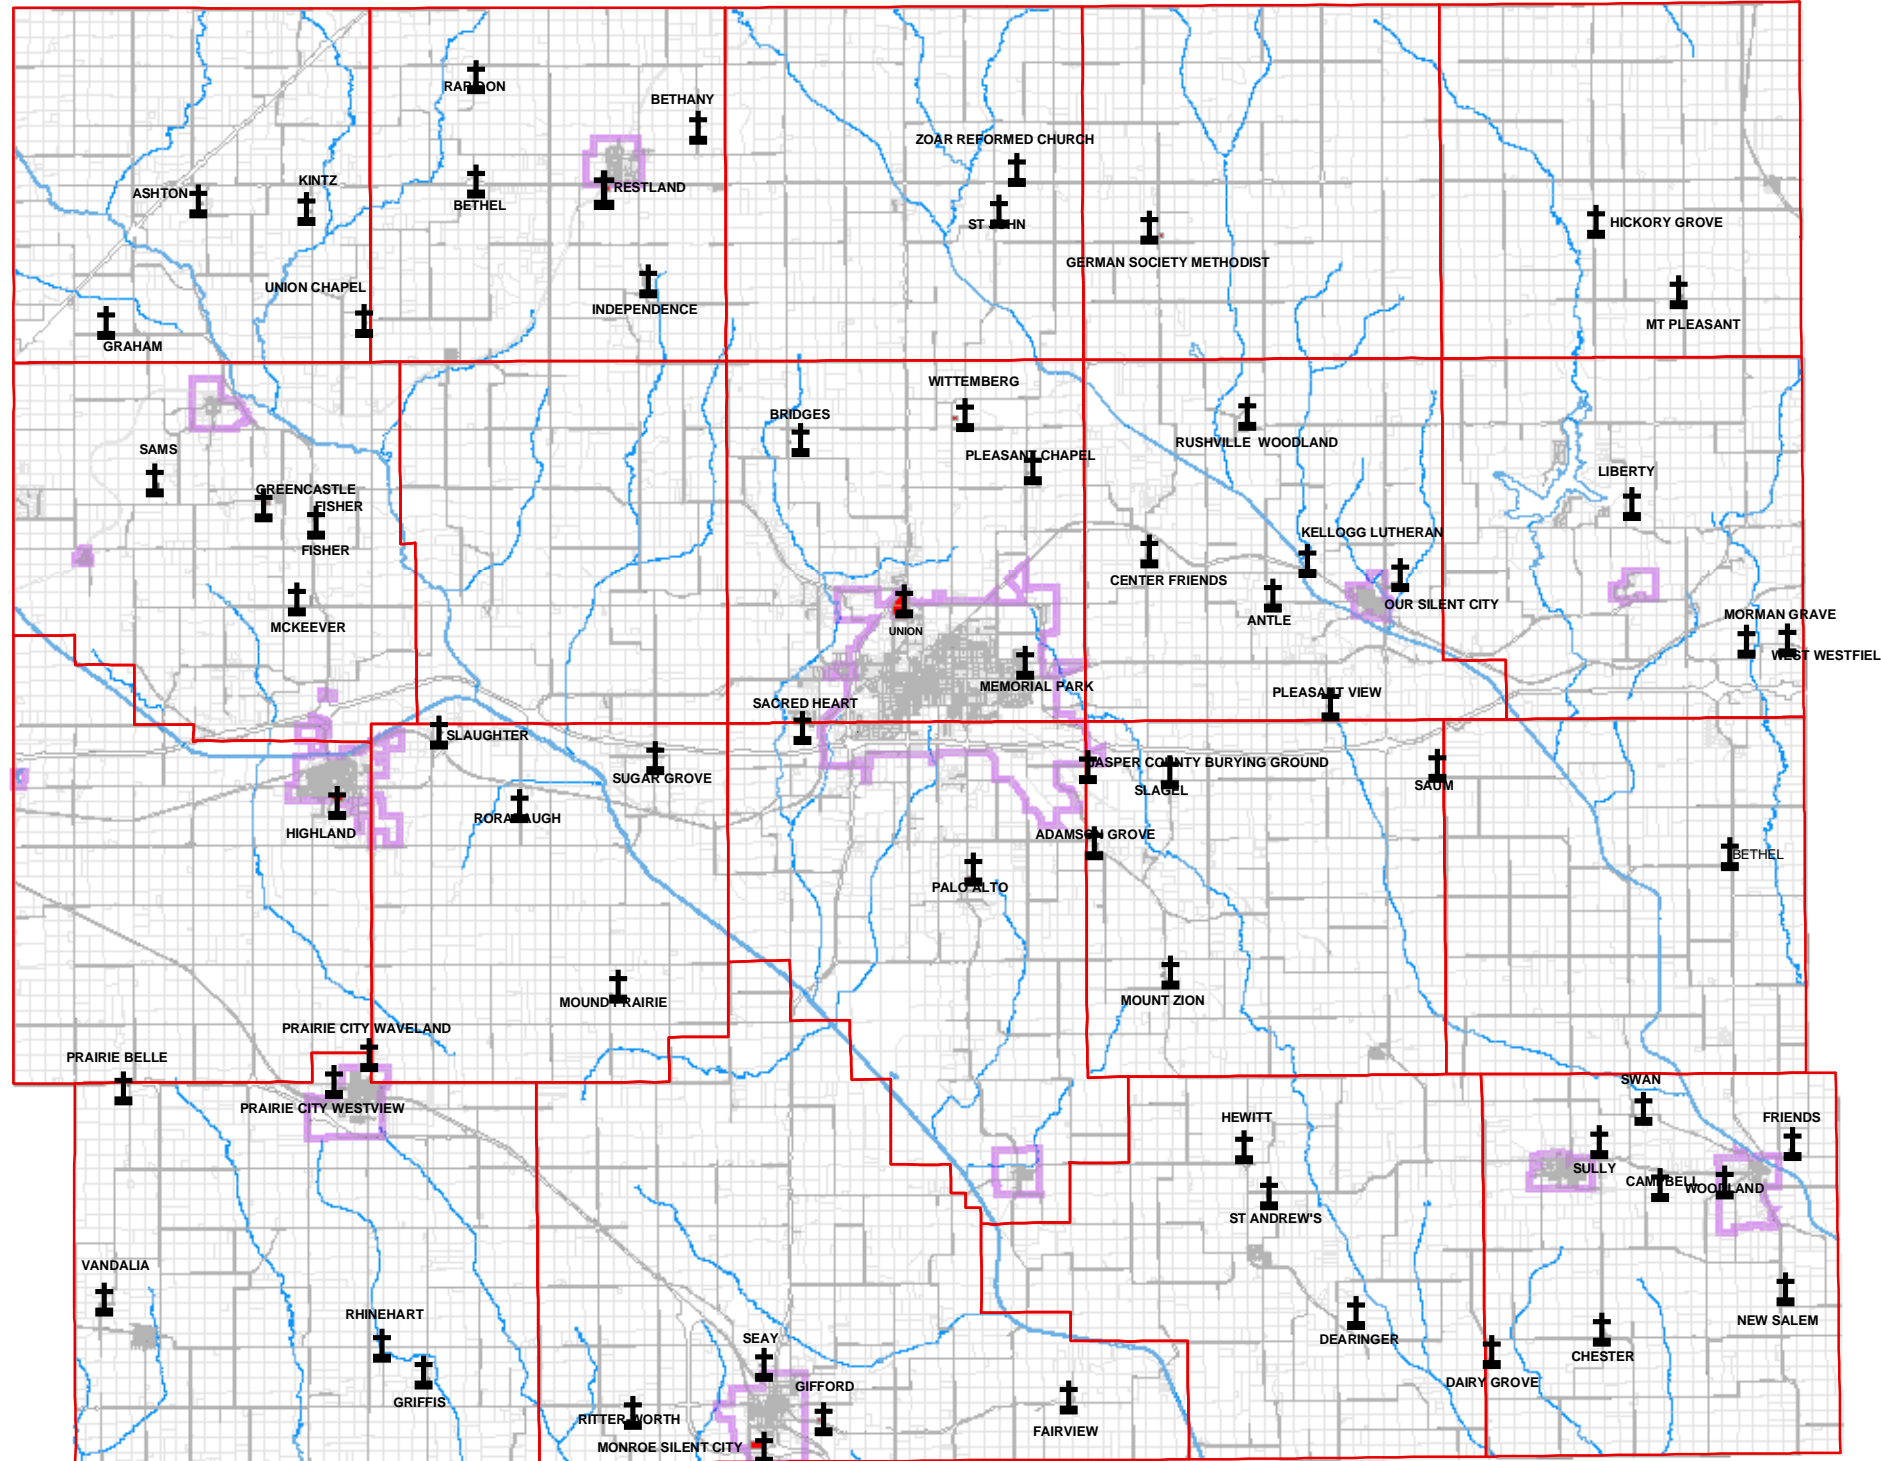 RARDON
BETHANY
ZOAR REFORMED CHURCH
ASHTON
KINTZ
RESTLAND
BETHEL
ST JOHN
HICKORY GROVE
GERMAN SOCIETY METHODIST
UNION CHAPEL
INDEPENDENCE
MT PLEASANT
GRAHAM
WITTEMBERG
BRIDGES
RUSHVILLE WOODLAND
SAMS
PLEASANT CHAPEL
LIBERTY
GREENCASTLE
FISHER
FISHER
KELLOGG LUTHERAN
CENTER FRIENDS
OUR SILENT CITY
MCKEEVER
UNION
ANTLE
MORMAN GRAVE
WEST WESTFIEL
MEMORIAL PARK
PLEASANT VIEW
SACRED HEART
SLAUGHTER
JASPER COUNTY BURYING GROUND
SUGAR GROVE
SLAGEL
SAUM
RORABAUGH
HIGHLAND
ADAMSON GROVE
BETHEL
PALO ALTO
MOUND PRAIRIE
MOUNT ZION
PRAIRIE CITY WAVELAND
PRAIRIE BELLE
PRAIRIE CITY WESTVIEW
SWAN
HEWITT
FRIENDS
SULLY
CAMPBELL
WOODLAND
ST ANDREW'S
VANDALIA
RHINEHART
NEW SALEM
SEAY
DEARINGER
CHESTER
GIFFORD
DAIRY GROVE
GRIFFIS
RITTER WORTH
FAIRVIEW
MONROE SILENT CITY